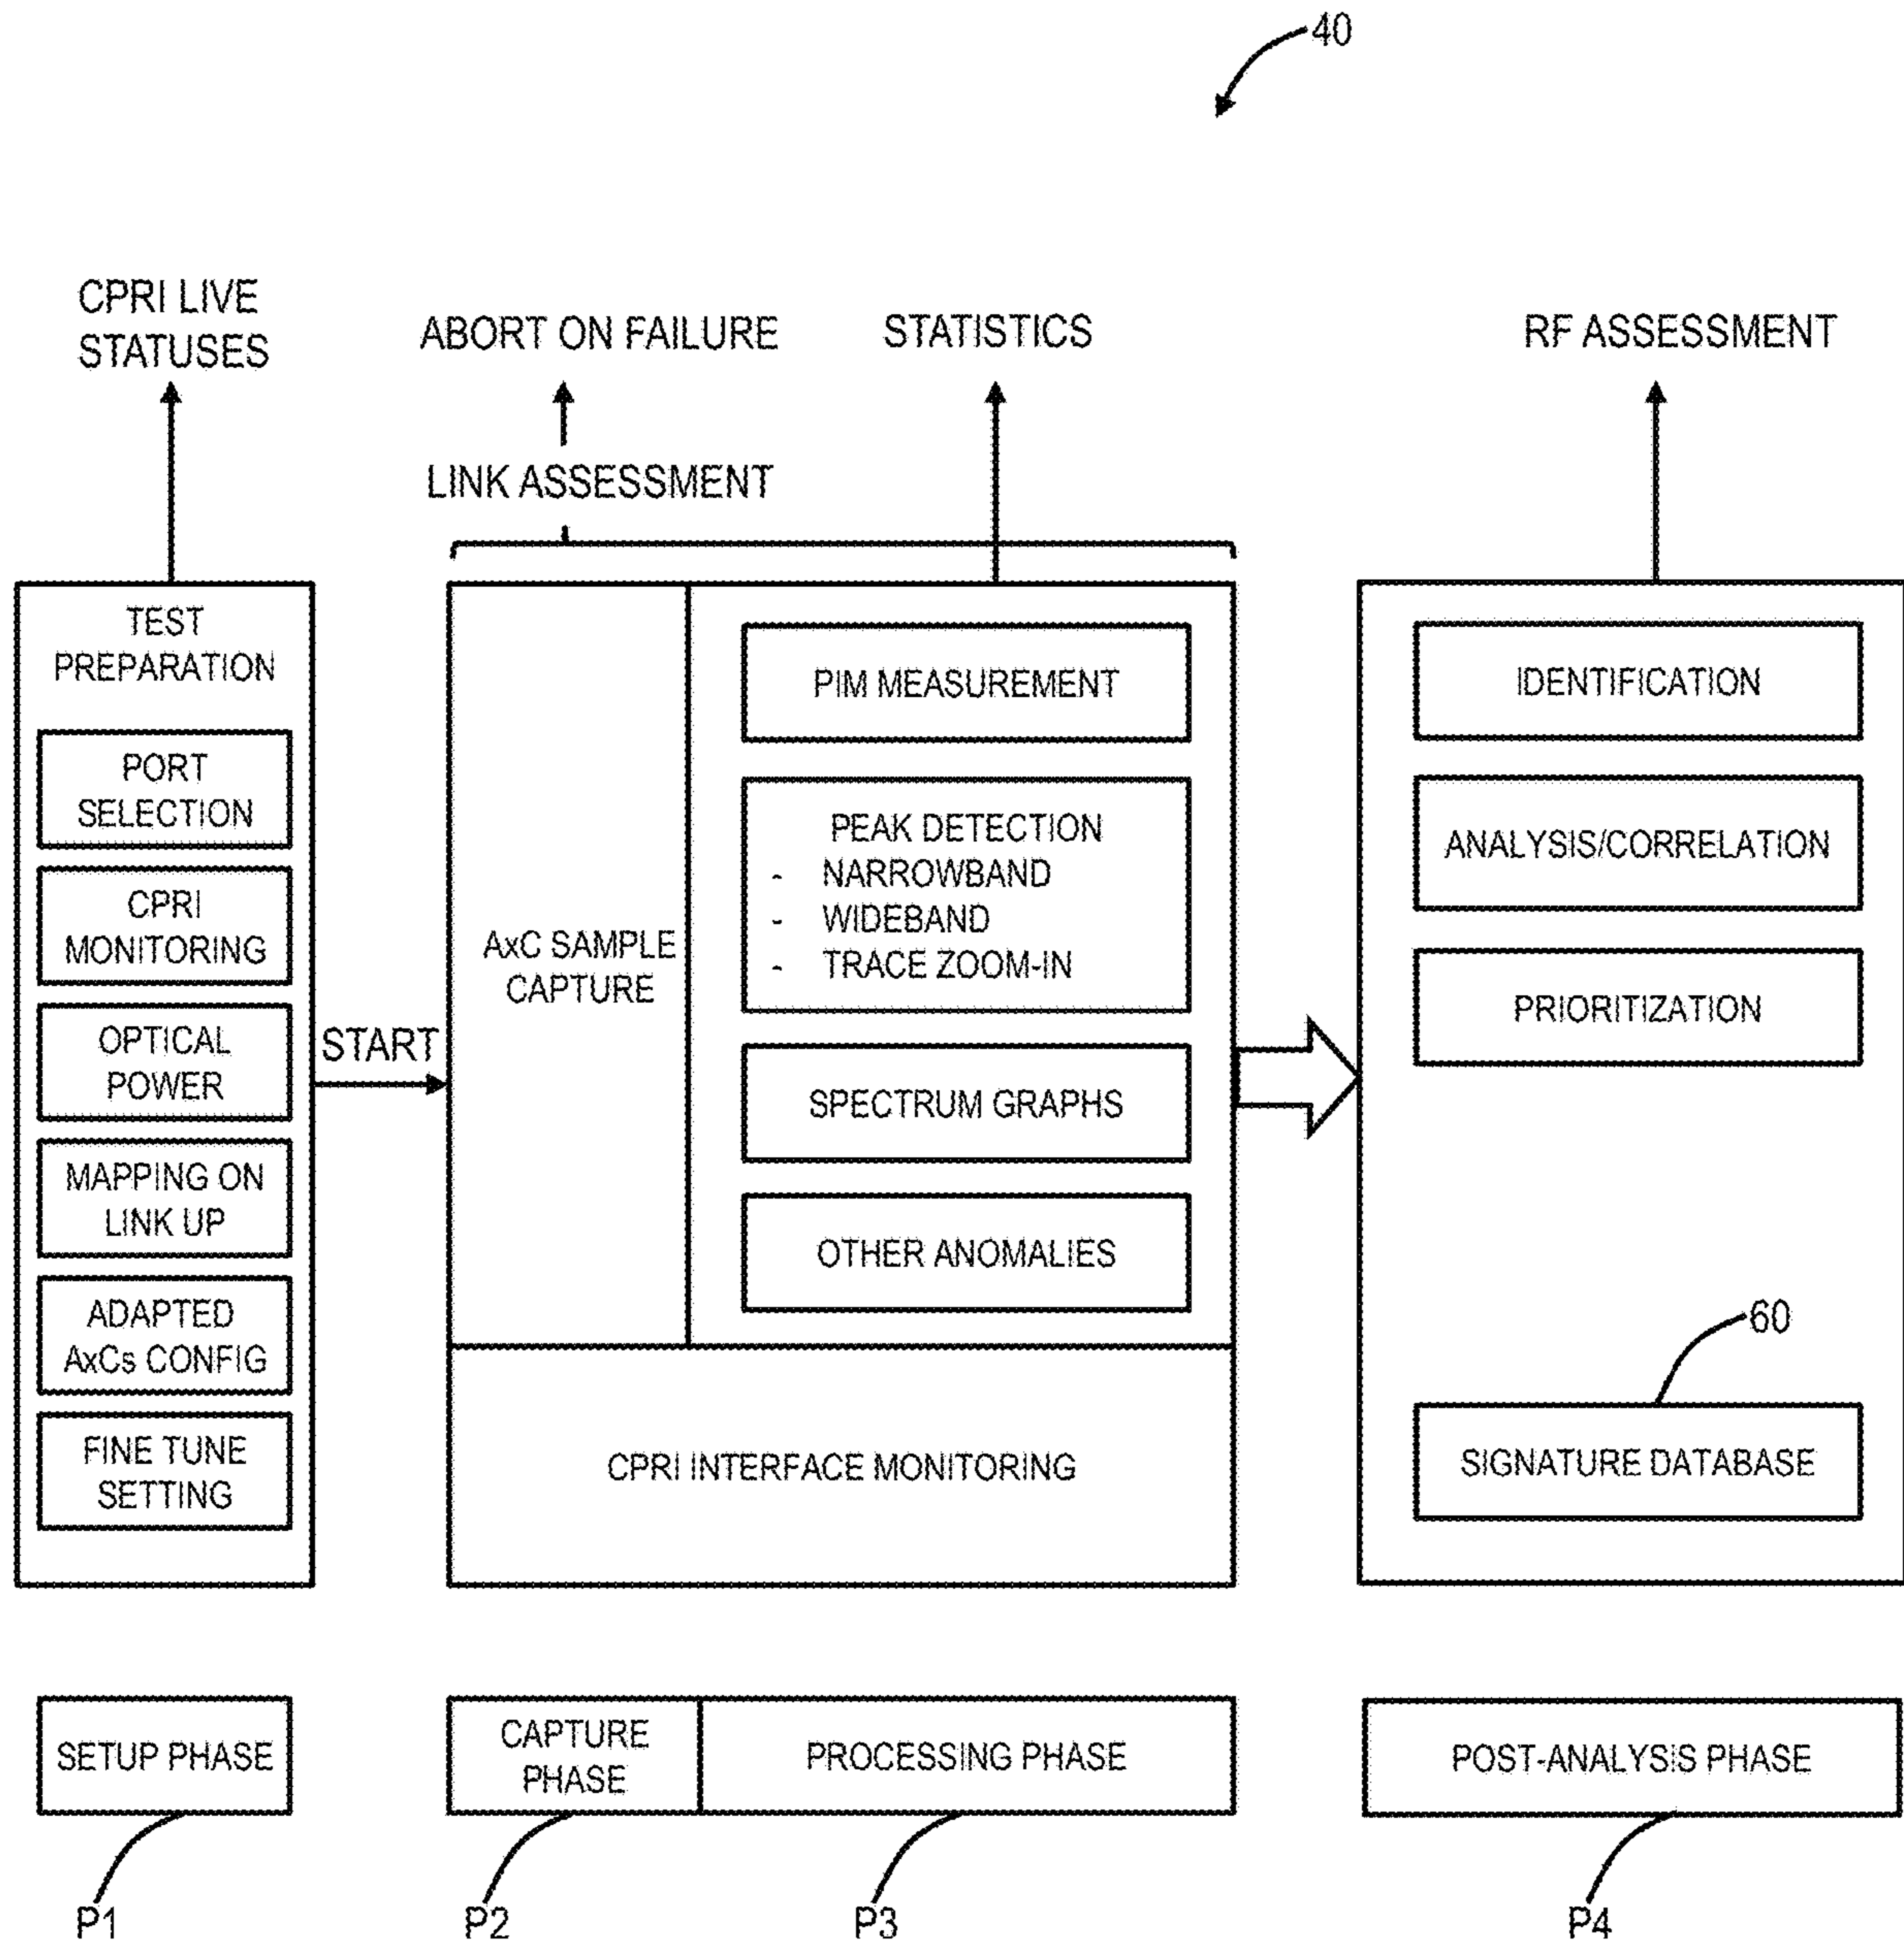 40
CPRI LIVE
STATUSES
ABORT ON FAILURE
STATISTICS
RF ASSESSMENT
LINK ASSESSMENT
TEST
PREPARATION
PORT
SELECTION
CPRI
MONITORING
OPTICAL
POWER
MAPPING ON
LINK UP
ADAPTED
AxCs CONFIG
FINE TUNE
SETTING
START
AxC SAMPLE
CAPTURE
PIM MEASUREMENT
PEAK DETECTION
- NARROWBAND
- WIDEBAND
- TRACE ZOOM-IN
SPECTRUM GRAPHS
OTHER ANOMALIES
CPRI INTERFACE MONITORING
IDENTIFICATION
ANALYSIS/CORRELATION
PRIORITIZATION
60
SIGNATURE DATABASE
SETUP PHASE
CAPTURE
PHASE
PROCESSING PHASE
POST-ANALYSIS PHASE
P1
P2
P3
P4